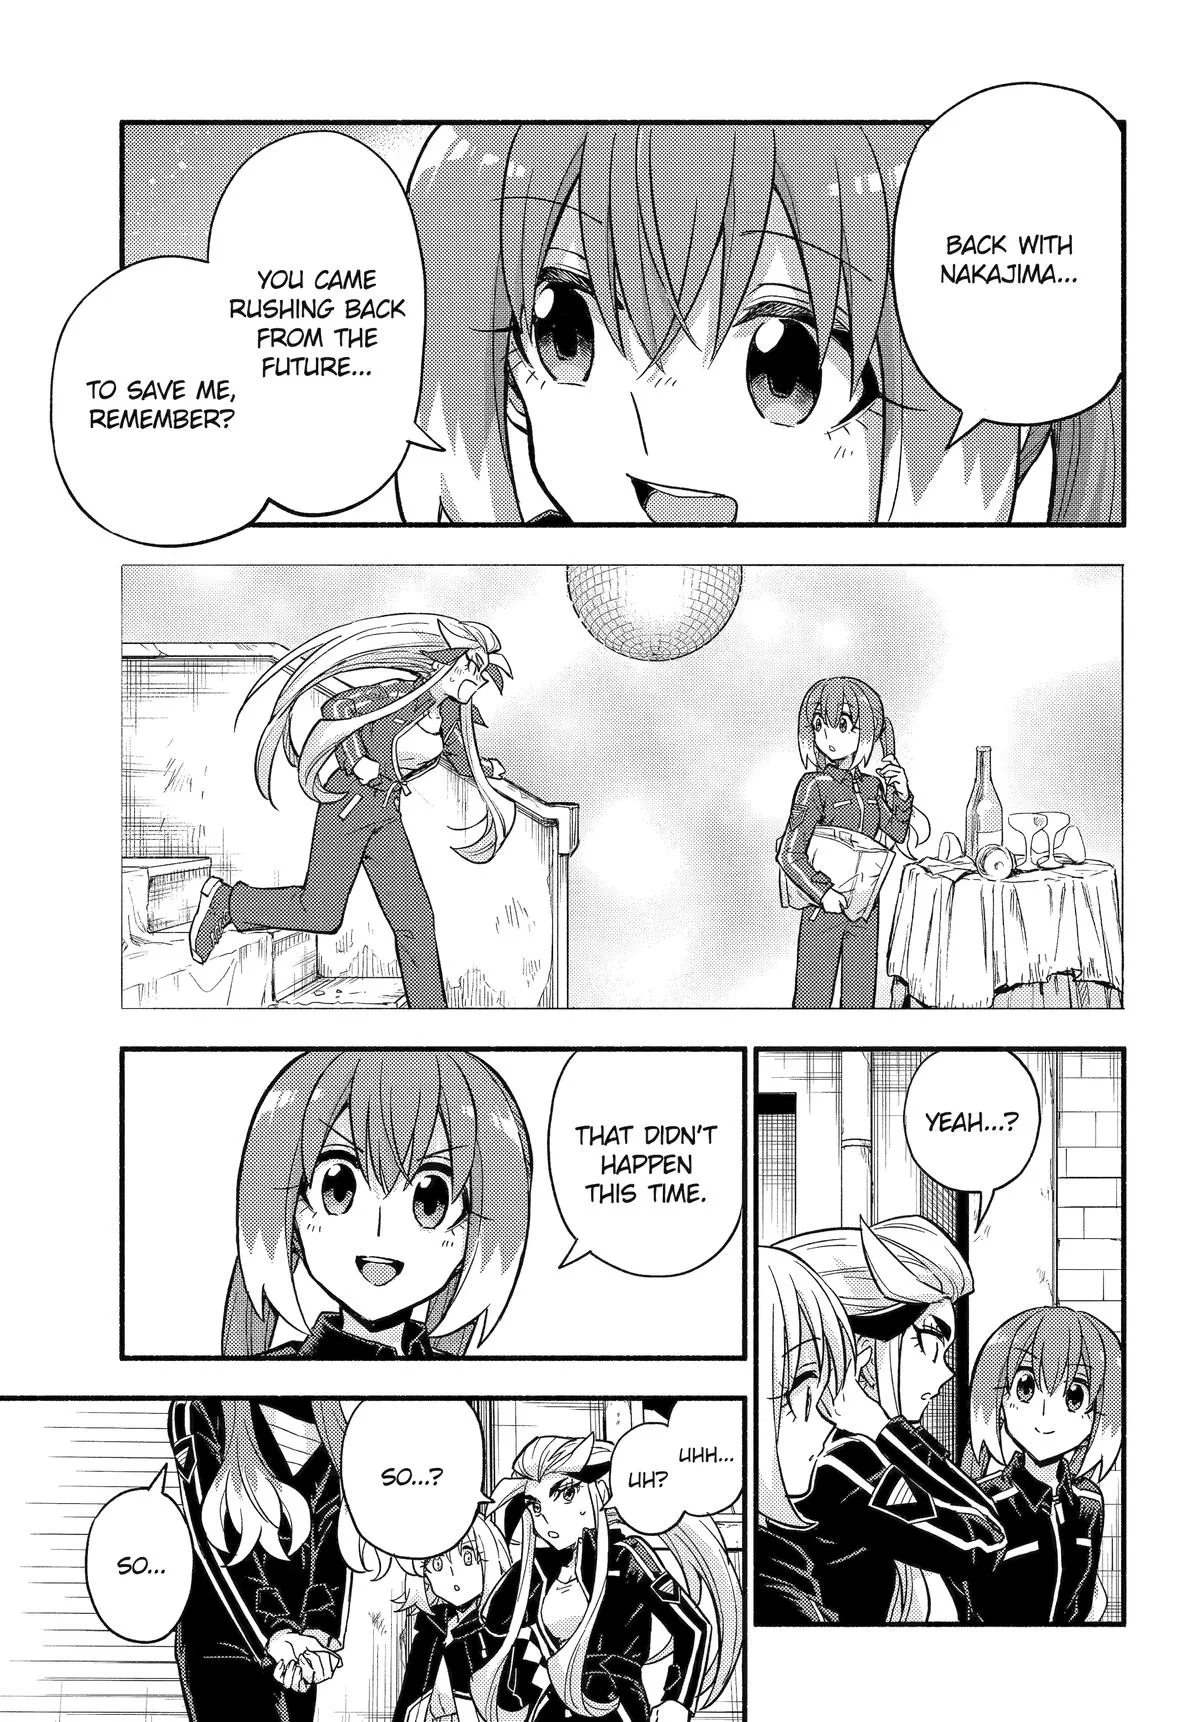 BACK WITH
NAKAJIMA...
YOU CAME
RUSHING BACK
FROM THE
FUTURE...
TO SAVE ME,
REMEMBER?
YEAH...?
THAT DIDN'T
HAPPEN
THIS TIME.
UHH...
UH?
SO...?
SO...